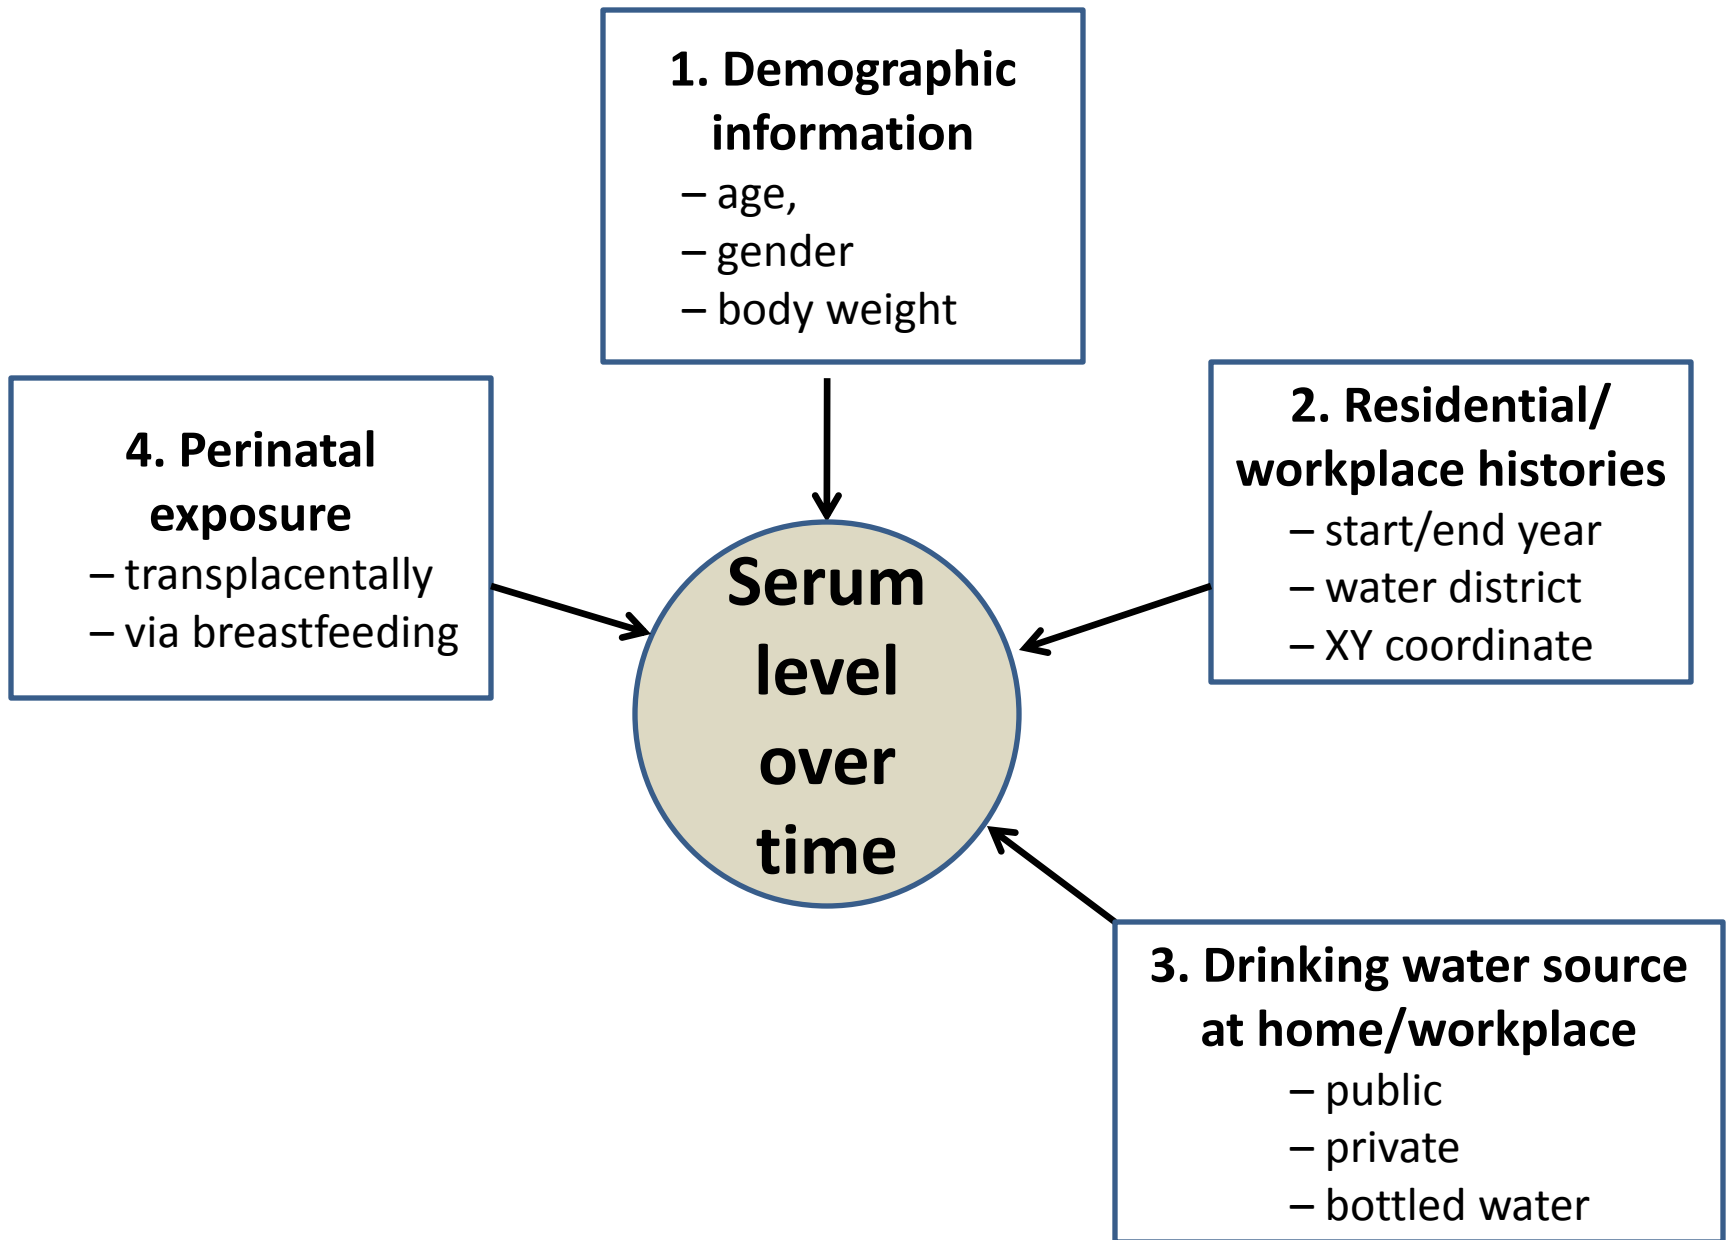 1. Demographic
information
– age,
– gender
– body weight
2. Residential/
workplace histories
– start/end year
– water district
– XY coordinate
3. Drinking water source
at home/workplace
– public
– private
– bottled water
4. Perinatal
exposure
– transplacentally
– via breastfeeding
Serum
level
over
time